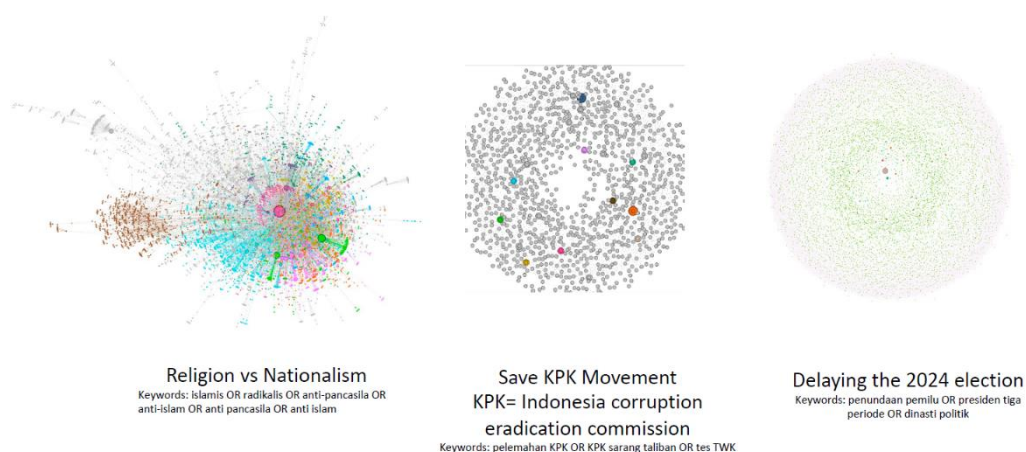 Religion vs Nationalism
Keywords: islamis OR radikalis OR anti-pancasila OR
anti-islam OR anti pancasila OR anti islam
Save KPK Movement
KPK= Indonesia corruption
eradication commission
Keywords: pelemahan KPK OR KPK sarang taliban OR tes TWK
Delaying the 2024 election
Keywords: penundaan pemilu OR presiden tiga
periode OR dinasti politik